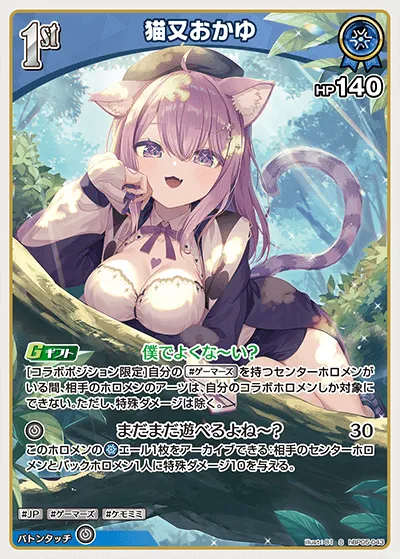 1st 猫又おかゆ
HP 140
Gギフト 僕でよくな〜い?
[コラボポジション限定]自分の #ゲーマーズ を持つセンターホロメンが
いる間、相手のホロメンのアーツは、自分のコラボホロメンしか対象に
できない。ただし、特殊ダメージは除く。
まだまだ遊べるよね〜? 30
このホロメンの エール1枚をアーカイブできる:相手のセンターホロ
メンとバックホロメン1人に特殊ダメージ10を与える。
#JP #ゲーマーズ #ケモミミ
バトンタッチ
illust: 81 S hBP05-043